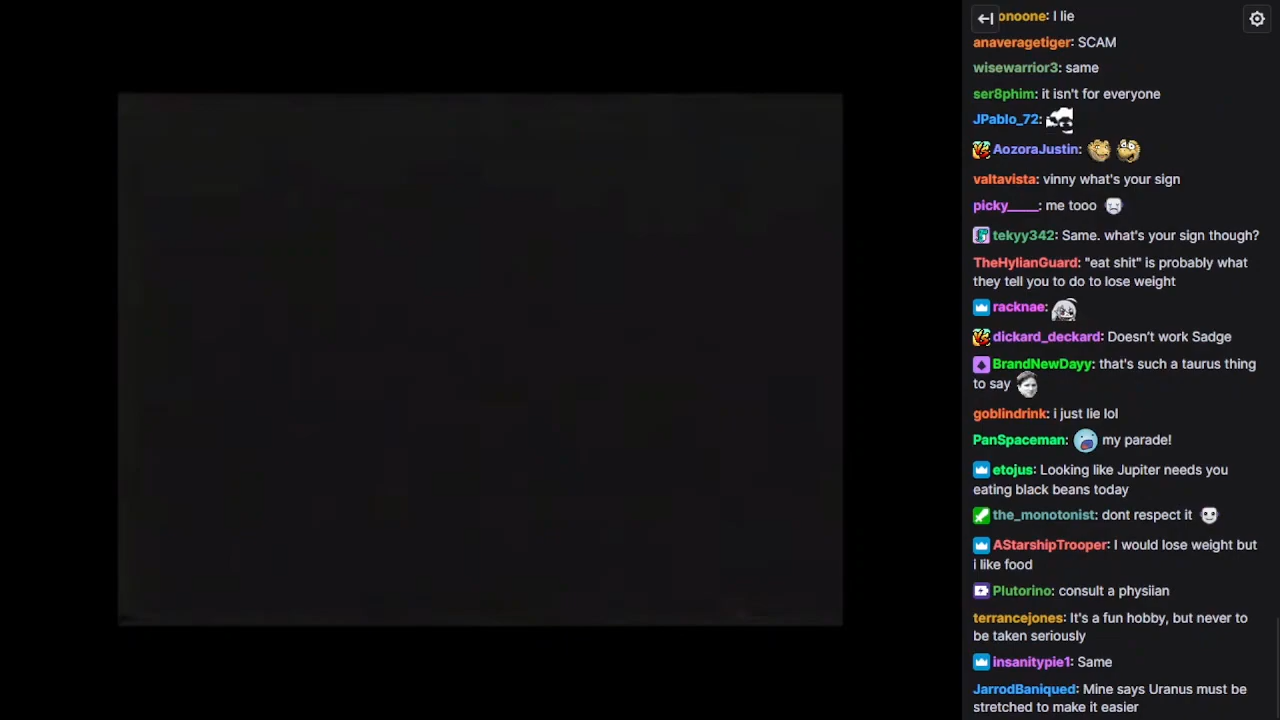 onoone: I lie
anaveragetiger: SCAM
wisewarrior3: same
ser8phim: it isn't for everyone
JPablo_72:
AozoraJustin:
valtavista: vinny what's your sign
picky_____: me tooo
tekyy342: Same. what's your sign though?
TheHylianGuard: "eat shit" is probably what
they tell you to do to lose weight
racknae:
dickard_deckard: Doesn't work Sadge
BrandNewDayy: that's such a taurus thing
to say
goblindrink: i just lie lol
PanSpaceman: my parade!
etojus: Looking like Jupiter needs you
eating black beans today
the_monotonist: dont respect it
AStarshipTrooper: I would lose weight but
i like food
Plutorino: consult a physiian
terrancejones: It's a fun hobby, but never to
be taken seriously
insanitypie1: Same
JarrodBaniqued: Mine says Uranus must be
stretched to make it easier